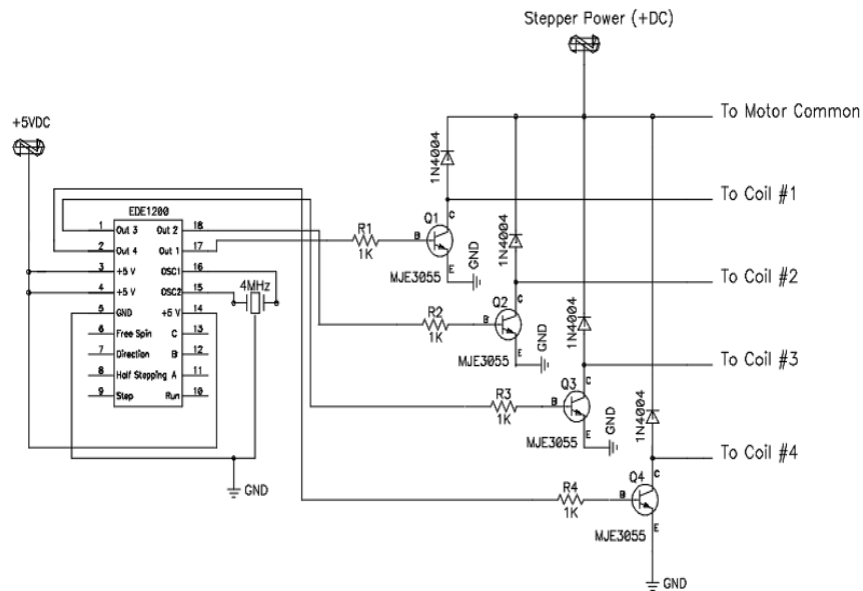 Stepper Power (+DC)
+5VDC
To Motor Common
1N4004
To Coil #1
EDE1200
1 Out 3 Out 2 18
2 Out 4 Out 1 17
3 +5 V OSC1 16
4 +5 V OSC2 15
5 GND +5 V 14
6 Free Spin C 13
7 Direction B 12
8 Half Stepping A 11
9 Step Run 10
4MHz
GND
R1
1K
B
Q1
C
E
MJE3055
GND
1N4004
To Coil #2
R2
1K
B
Q2
C
E
MJE3055
GND
1N4004
To Coil #3
R3
1K
B
Q3
C
E
MJE3055
GND
1N4004
To Coil #4
R4
1K
B
Q4
C
E
MJE3055
GND